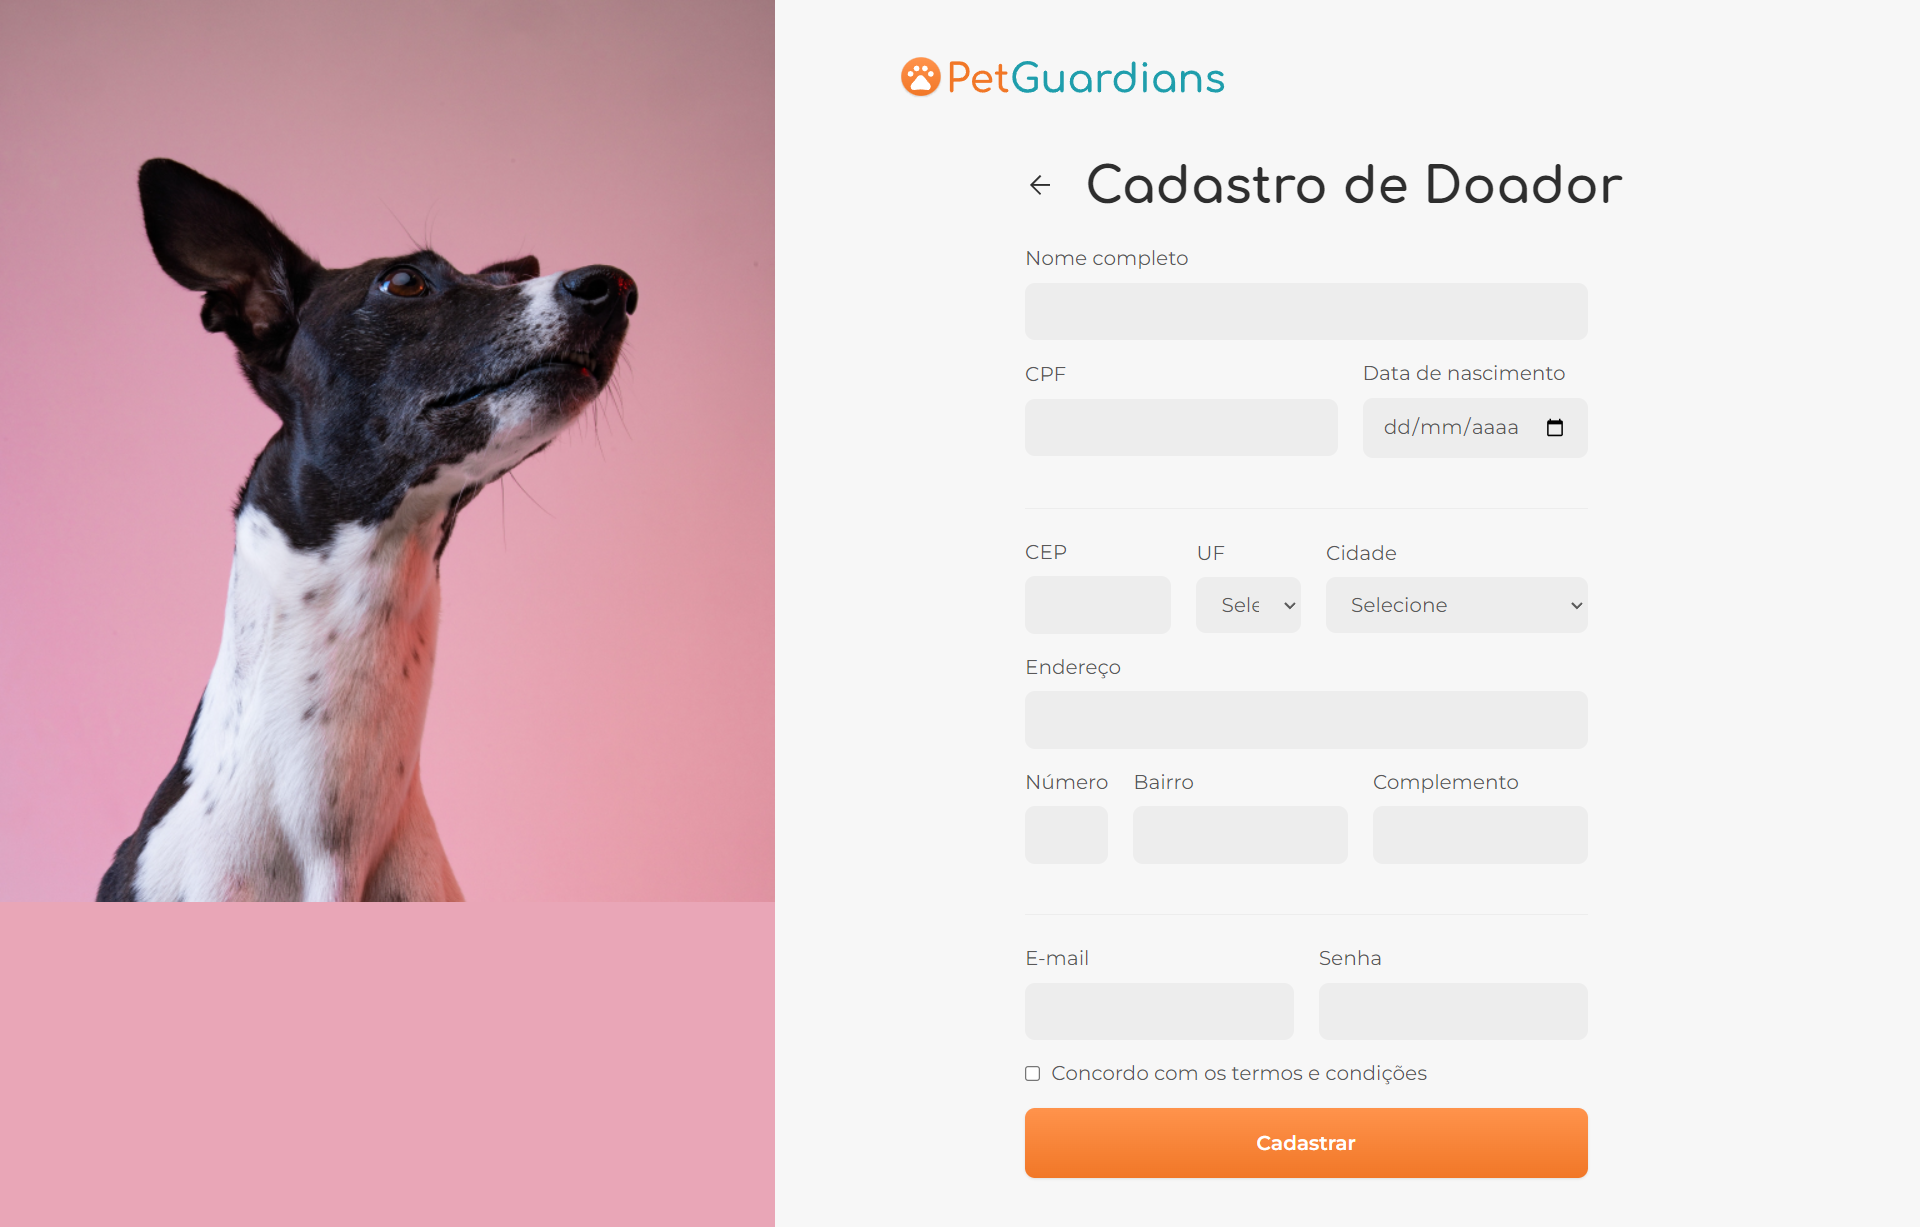 PetGuardians
Cadastro de Doador
Nome completo
CPF
Data de nascimento
dd/mm/aaaa
CEP
UF
Cidade
Sele
Selecione
Endereço
Número
Bairro
Complemento
E-mail
Senha
Concordo com os termos e condições
Cadastrar